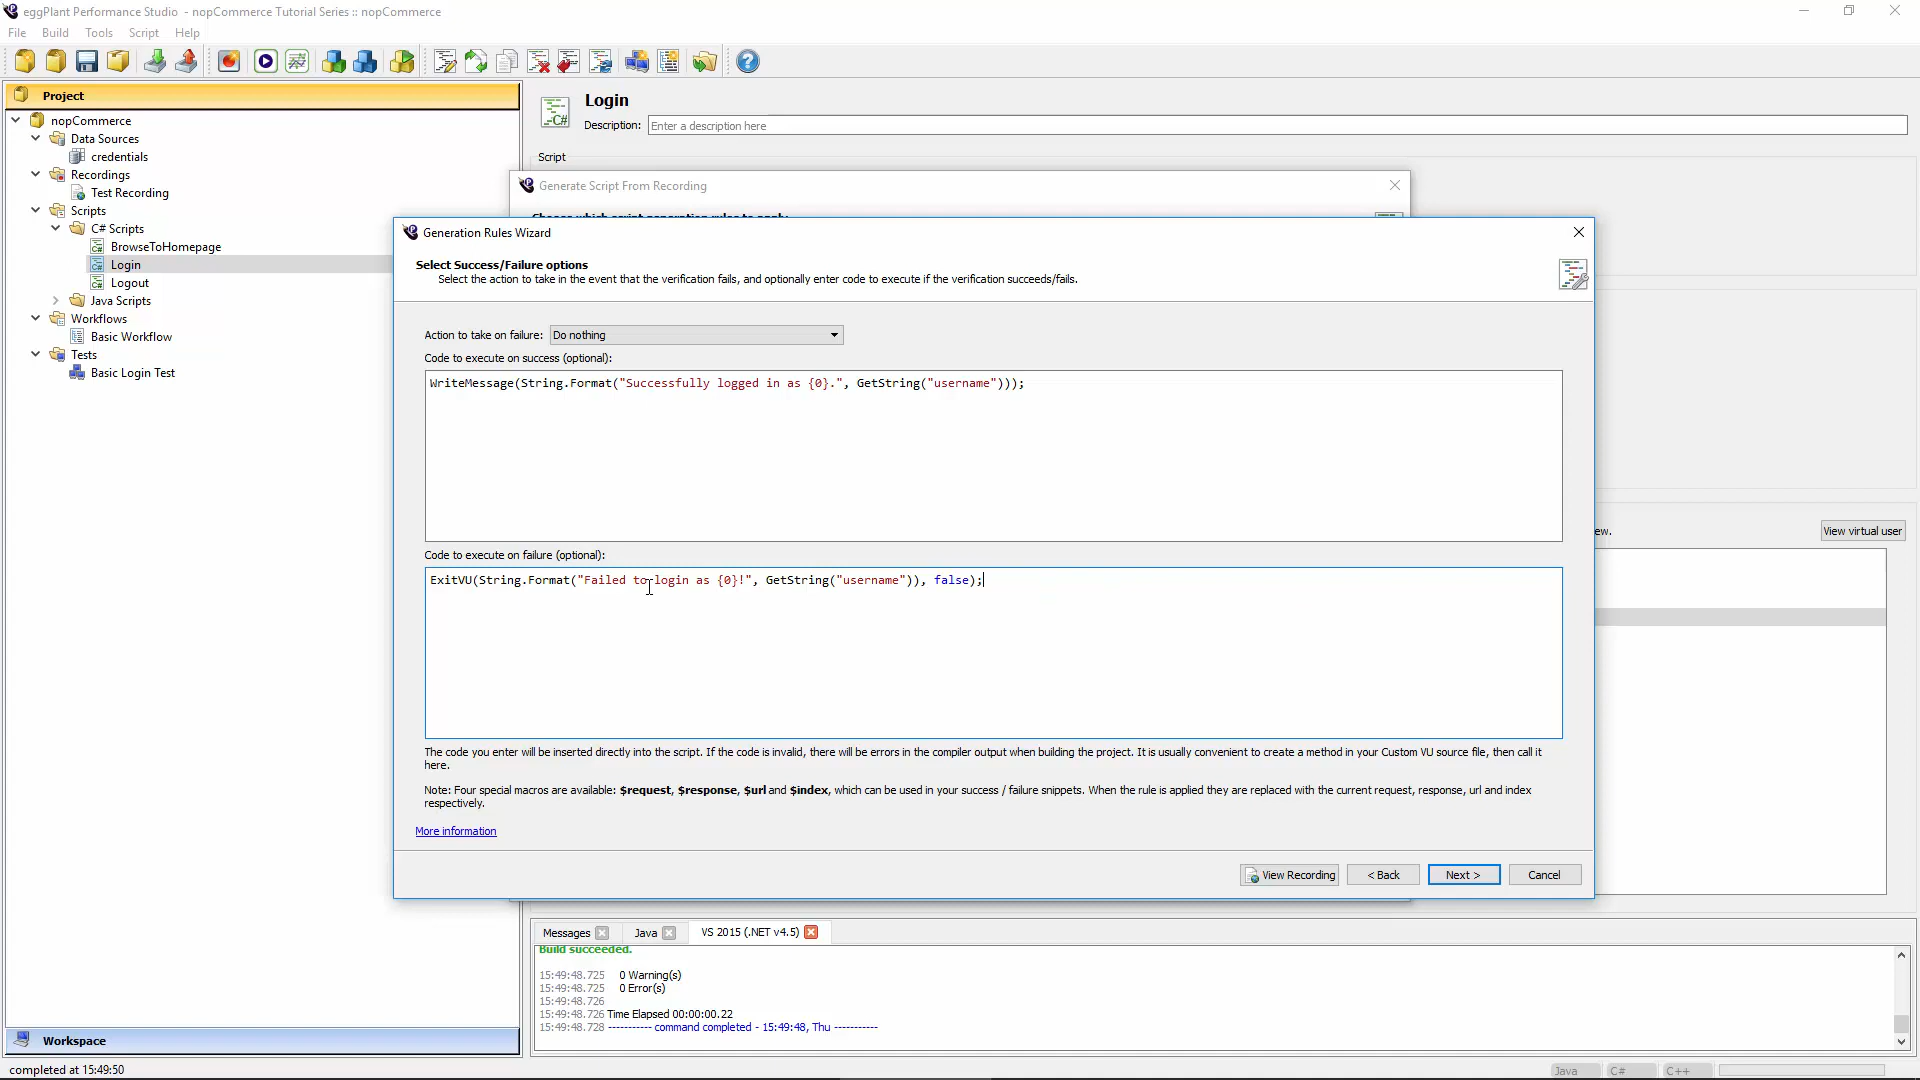 eggPlant Performance Studio - nopCommerce Tutorial Series :: nopCommerce
File Build Tools Script Help
Project
nopCommerce
Data Sources
credentials
Recordings
Test Recording
Scripts
C# Scripts
BrowseToHomepage
Login
Logout
Java Scripts
Workflows
Basic Workflow
Tests
Basic Login Test
Workspace
completed at 15:49:50
Login
Description: Enter a description here
Script
Generate Script From Recording
Choose which script generation rules to apply
Generation Rules Wizard
Select Success/Failure options
Select the action to take in the event that the verification fails, and optionally enter code to execute if the verification succeeds/fails.
Action to take on failure: Do nothing
Code to execute on success (optional):
WriteMessage(String.Format("Successfully logged in as {0}.", GetString("username")));
Code to execute on failure (optional):
ExitVU(String.Format("Failed to login as {0}!", GetString("username")), false);
The code you enter will be inserted directly into the script. If the code is invalid, there will be errors in the compiler output when building the project. It is usually convenient to create a method in your Custom VU source file, then call it
here.
Note: Four special macros are available: $request, $response, $url and $index, which can be used in your success / failure snippets. When the rule is applied they are replaced with the current request, response, url and index
respectively.
More information
View Recording < Back Next > Cancel
ew. View virtual user
Messages Java VS 2015 (.NET v4.5)
Build succeeded.
15:49:48.725 0 Warning(s)
15:49:48.725 0 Error(s)
15:49:48.726
15:49:48.726 Time Elapsed 00:00:00.22
15:49:48.728 ----------- command completed - 15:49:48, Thu -----------
Java C# C++